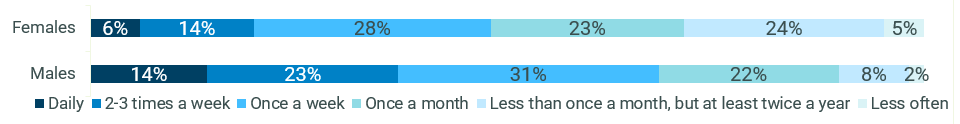 Females 6% 14% 28% 23% 24% 5%
Males 14% 23% 31% 22% 8% 2%
Daily 2-3 times a week Once a week Once a month Less than once a month, but at least twice a year Less often